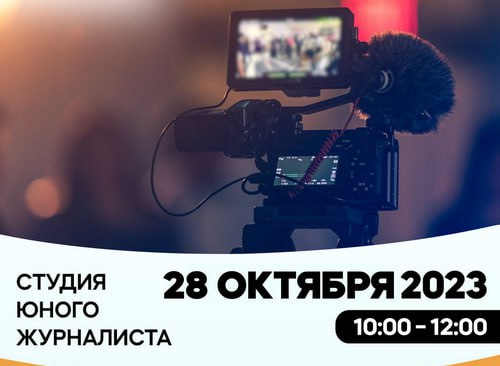 СТУДИЯ
ЮНОГО
ЖУРНАЛИСТА
28 ОКТЯБРЯ 2023
10:00 - 12:00